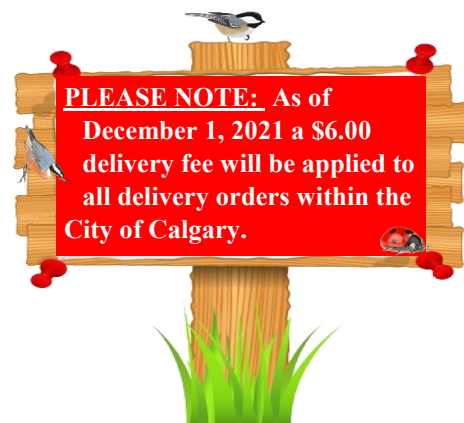 PLEASE NOTE: As of
December 1, 2021 a $6.00
delivery fee will be applied to
all delivery orders within the
City of Calgary.